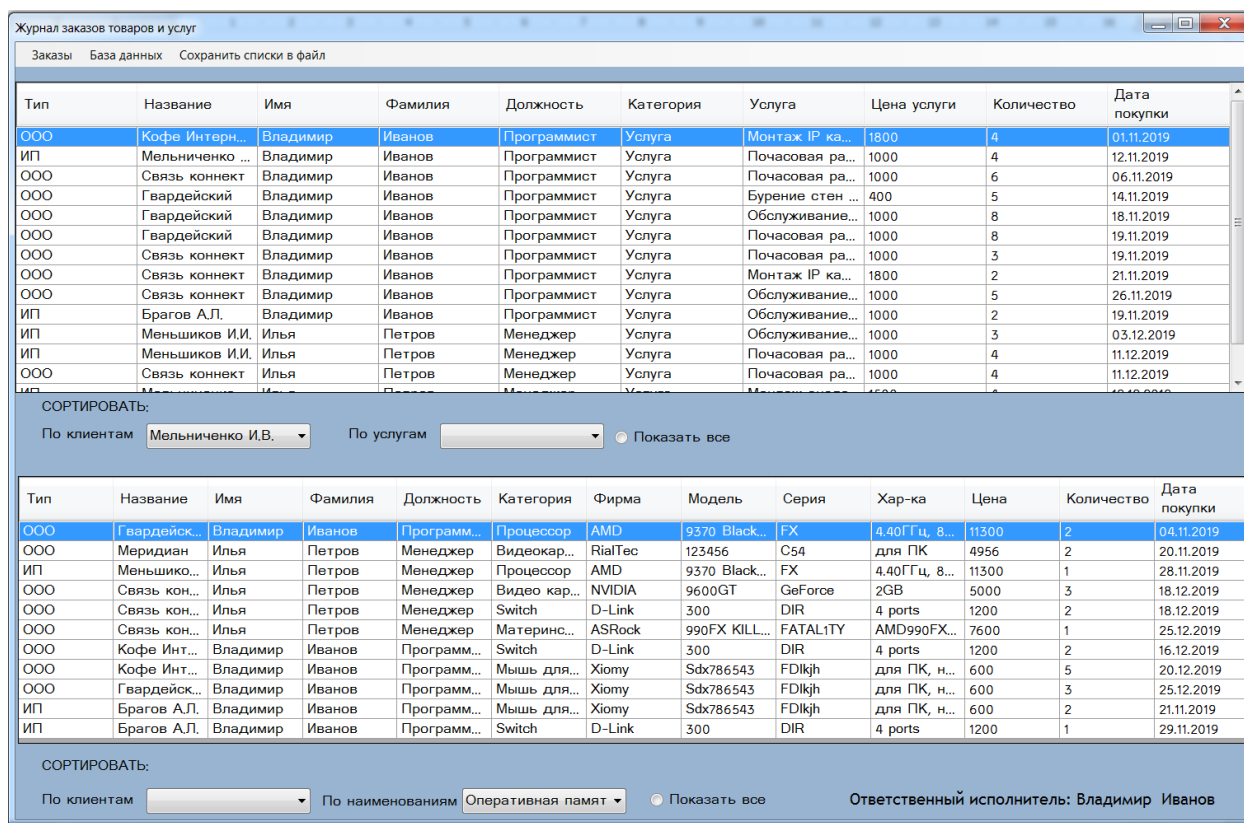 Журнал заказов товаров и услуг
Заказы База данных Сохранить списки в файл
Тип Название Имя Фамилия Должность Категория Услуга Цена услуги Количество Дата покупки
ООО Кофе Интерн... Владимир Иванов Программист Услуга Монтаж IP ка... 1800 4 01.11.2019
ИП Мельниченко ... Владимир Иванов Программист Услуга Почасовая ра... 1000 4 12.11.2019
ООО Связь коннект Владимир Иванов Программист Услуга Почасовая ра... 1000 6 06.11.2019
ООО Гвардейский Владимир Иванов Программист Услуга Бурение стен ... 400 5 14.11.2019
ООО Гвардейский Владимир Иванов Программист Услуга Обслуживание... 1000 8 18.11.2019
ООО Гвардейский Владимир Иванов Программист Услуга Почасовая ра... 1000 8 19.11.2019
ООО Связь коннект Владимир Иванов Программист Услуга Почасовая ра... 1000 3 19.11.2019
ООО Связь коннект Владимир Иванов Программист Услуга Монтаж IP ка... 1800 2 21.11.2019
ООО Связь коннект Владимир Иванов Программист Услуга Обслуживание... 1000 5 26.11.2019
ИП Брагов А.Л. Владимир Иванов Программист Услуга Обслуживание... 1000 2 19.11.2019
ИП Меньшиков И.И. Илья Петров Менеджер Услуга Обслуживание... 1000 3 03.12.2019
ИП Меньшиков И.И. Илья Петров Менеджер Услуга Почасовая ра... 1000 4 11.12.2019
ООО Связь коннект Илья Петров Менеджер Услуга Почасовая ра... 1000 4 11.12.2019
СОРТИРОВАТЬ:
По клиентам Мельниченко И.В. По услугам Показать все
Тип Название Имя Фамилия Должность Категория Фирма Модель Серия Хар-ка Цена Количество Дата покупки
ООО Гвардейск... Владимир Иванов Программ... Процессор AMD 9370 Black... FX 4.40ГГц, 8... 11300 2 04.11.2019
ООО Меридиан Илья Петров Менеджер Видеокар... RialTec 123456 C54 для ПК 4956 2 20.11.2019
ИП Меньшико... Илья Петров Менеджер Процессор AMD 9370 Black... FX 4.40ГГц, 8... 11300 1 28.11.2019
ООО Связь кон... Илья Петров Менеджер Видео кар... NVIDIA 9600GT GeForce 2GB 5000 3 18.12.2019
ООО Связь кон... Илья Петров Менеджер Switch D-Link 300 DIR 4 ports 1200 2 18.12.2019
ООО Связь кон... Илья Петров Менеджер Материнс... ASRock 990FX KILL... FATAL1TY AMD990FX... 7600 1 25.12.2019
ООО Кофе Инт... Владимир Иванов Программ... Switch D-Link 300 DIR 4 ports 1200 2 16.12.2019
ООО Кофе Инт... Владимир Иванов Программ... Мышь для... Xiomy Sdx786543 FDlkjh для ПК, н... 600 5 20.12.2019
ООО Гвардейск... Владимир Иванов Программ... Мышь для... Xiomy Sdx786543 FDlkjh для ПК, н... 600 3 25.12.2019
ИП Брагов А.Л. Владимир Иванов Программ... Мышь для... Xiomy Sdx786543 FDlkjh для ПК, н... 600 2 21.11.2019
ИП Брагов А.Л. Владимир Иванов Программ... Switch D-Link 300 DIR 4 ports 1200 1 29.11.2019
СОРТИРОВАТЬ:
По клиентам По наименованиям Оперативная памят Показать все Ответственный исполнитель: Владимир Иванов